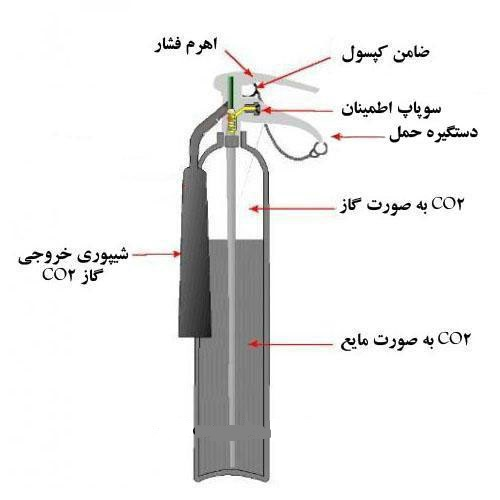 اهرم فشار
ضامن کپسول
سوپاپ اطمینان
دستگیره حمل
CO۲ به صورت گاز
شیپوری خروجی
گاز CO۲
CO۲ به صورت مایع